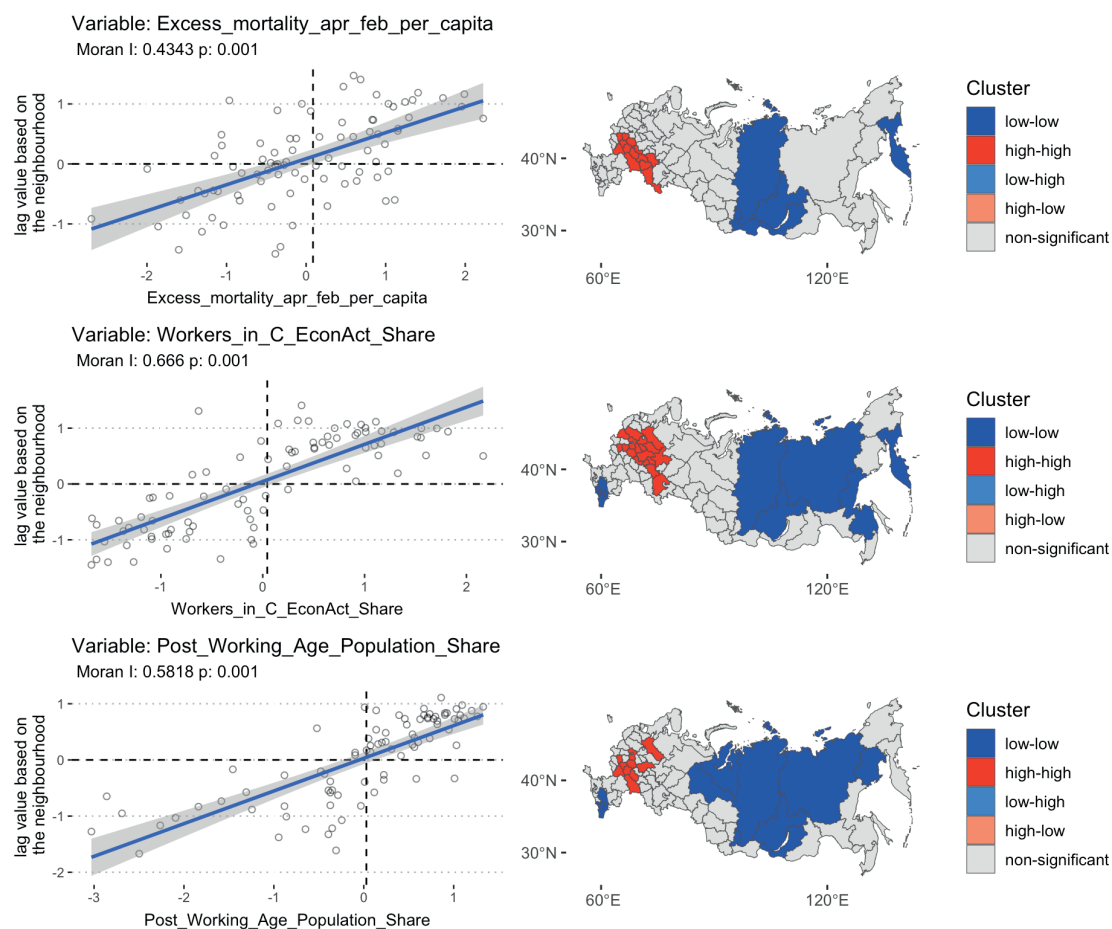 Variable: Excess_mortality_apr_feb_per_capita
Moran I: 0.4343 p: 0.001
lag value based on
the neighbourhood
1
0
-1
-2
-1
0
1
2
Excess_mortality_apr_feb_per_capita
40°N
30°N
60°E
120°E
Cluster
low-low
high-high
low-high
high-low
non-significant
Variable: Workers_in_C_EconAct_Share
Moran I: 0.666 p: 0.001
lag value based on
the neighbourhood
1
0
-1
-1
0
1
2
Workers_in_C_EconAct_Share
40°N
30°N
60°E
120°E
Cluster
low-low
high-high
low-high
high-low
non-significant
Variable: Post_Working_Age_Population_Share
Moran I: 0.5818 p: 0.001
lag value based on
the neighbourhood
1
0
-1
-2
-3
-2
-1
0
1
Post_Working_Age_Population_Share
40°N
30°N
60°E
120°E
Cluster
low-low
high-high
low-high
high-low
non-significant